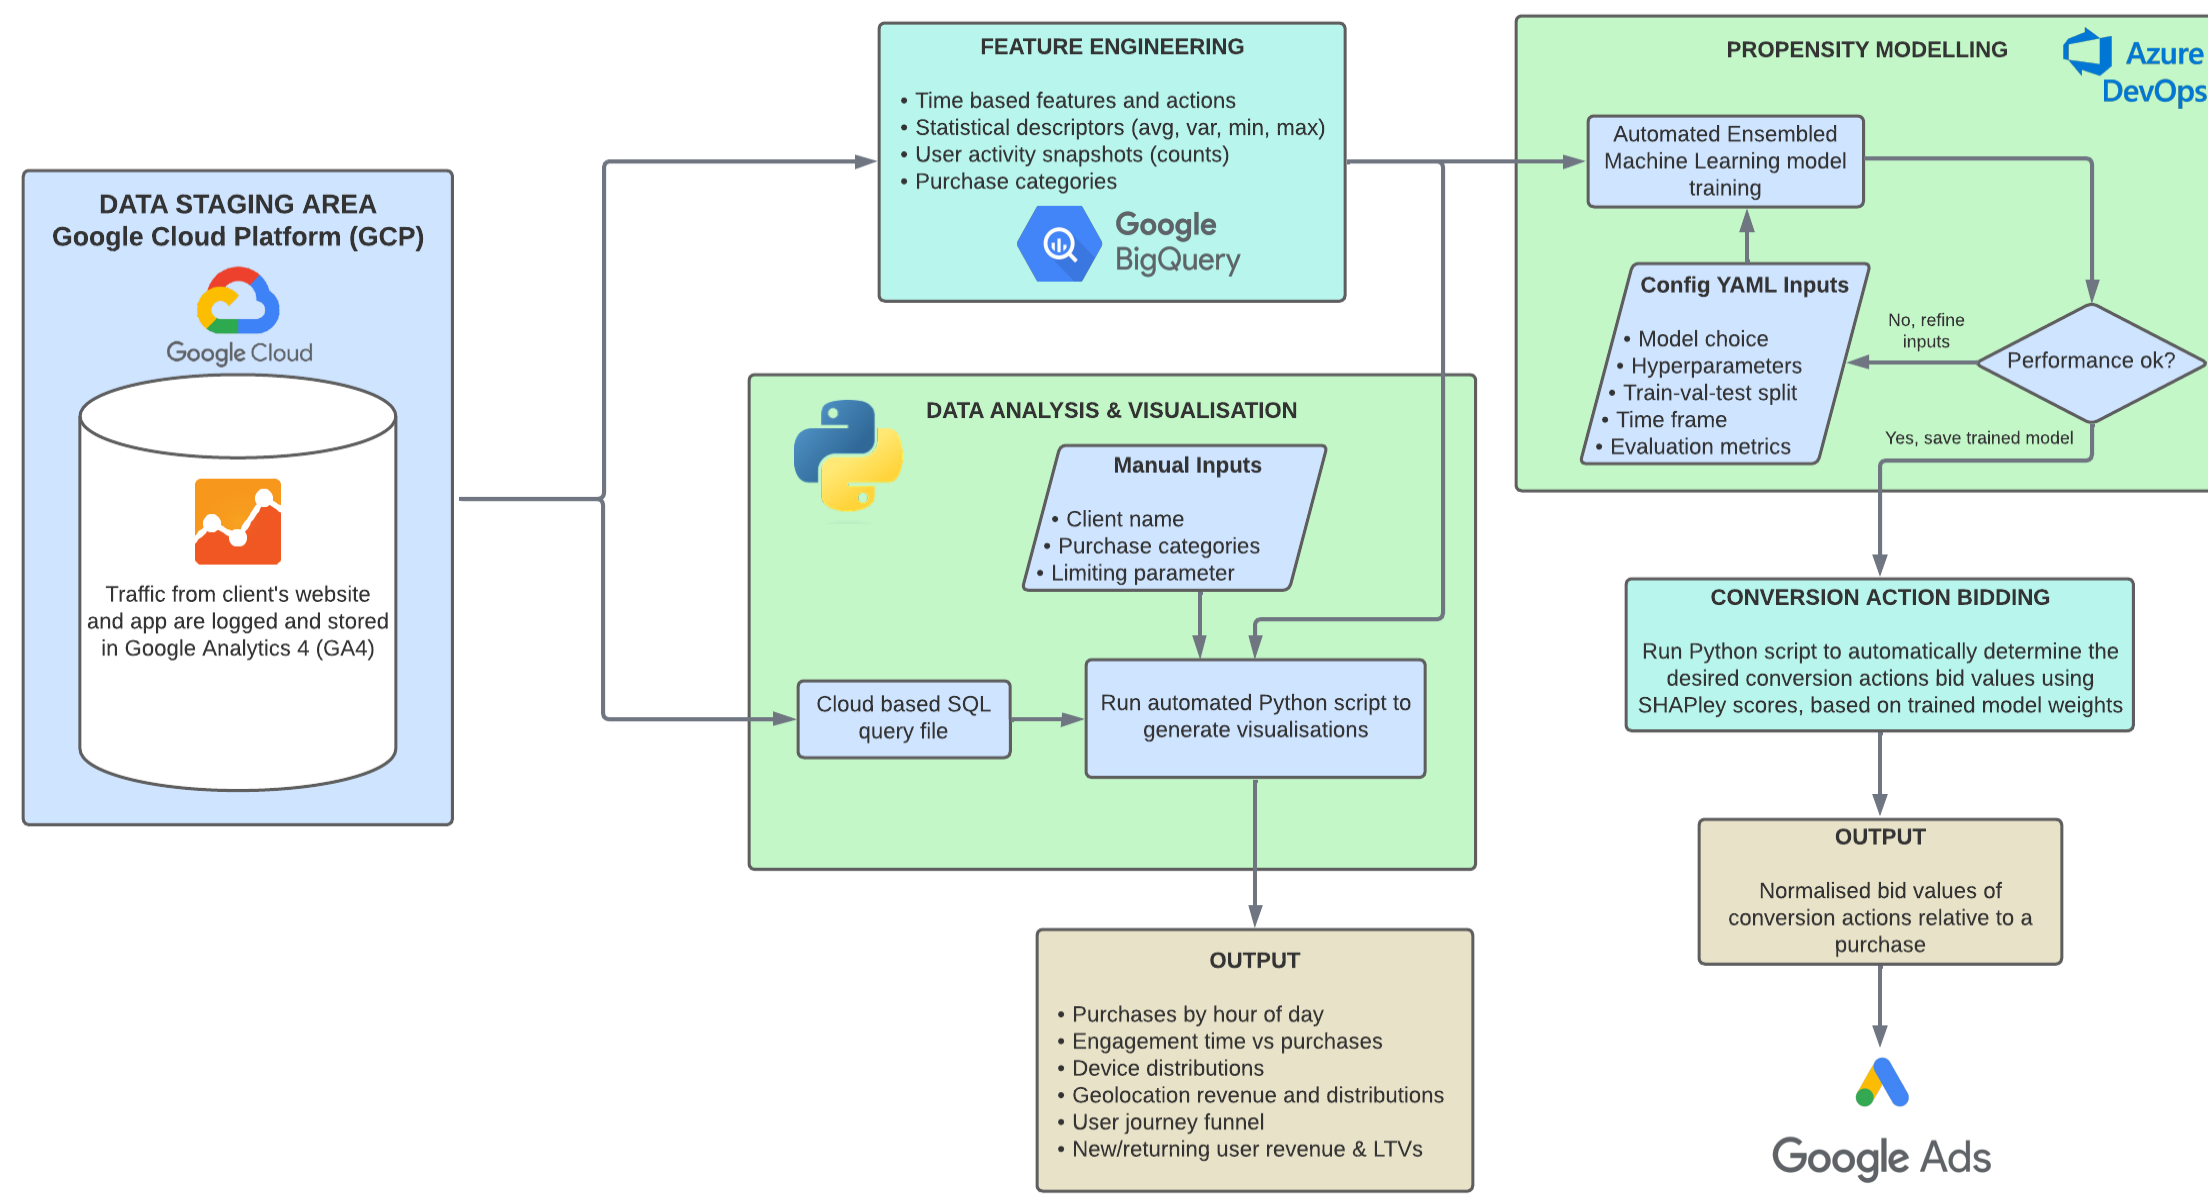 DATA STAGING AREA
Google Cloud Platform (GCP)
Google Cloud
Traffic from client's website
and app are logged and stored
in Google Analytics 4 (GA4)
FEATURE ENGINEERING
• Time based features and actions
• Statistical descriptors (avg, var, min, max)
• User activity snapshots (counts)
• Purchase categories
Google
BigQuery
DATA ANALYSIS & VISUALISATION
Manual Inputs
• Client name
• Purchase categories
• Limiting parameter
Cloud based SQL
query file
Run automated Python script to
generate visualisations
OUTPUT
• Purchases by hour of day
• Engagement time vs purchases
• Device distributions
• Geolocation revenue and distributions
• User journey funnel
• New/returning user revenue & LTVs
PROPENSITY MODELLING
Azure
DevOps
Automated Ensembled
Machine Learning model
training
Config YAML Inputs
• Model choice
• Hyperparameters
• Train-val-test split
• Time frame
• Evaluation metrics
No, refine
inputs
Performance ok?
Yes, save trained model
CONVERSION ACTION BIDDING
Run Python script to automatically determine the
desired conversion actions bid values using
SHAPley scores, based on trained model weights
OUTPUT
Normalised bid values of
conversion actions relative to a
purchase
Google Ads